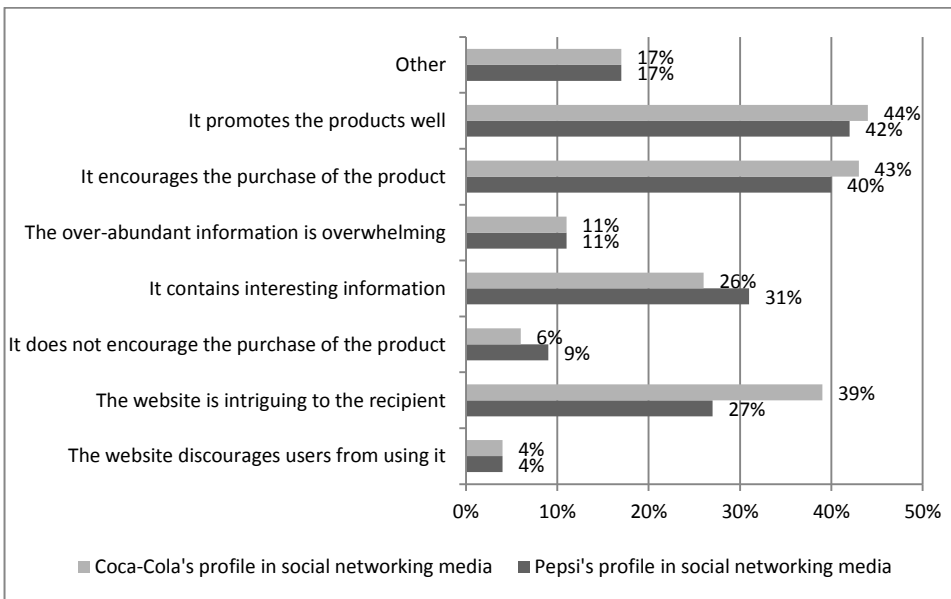 Other
17%
17%
It promotes the products well
44%
42%
It encourages the purchase of the product
43%
40%
The over-abundant information is overwhelming
11%
11%
It contains interesting information
26%
31%
It does not encourage the purchase of the product
6%
9%
The website is intriguing to the recipient
39%
27%
The website discourages users from using it
4%
4%
0% 10% 20% 30% 40% 50%
Coca-Cola's profile in social networking media Pepsi's profile in social networking media